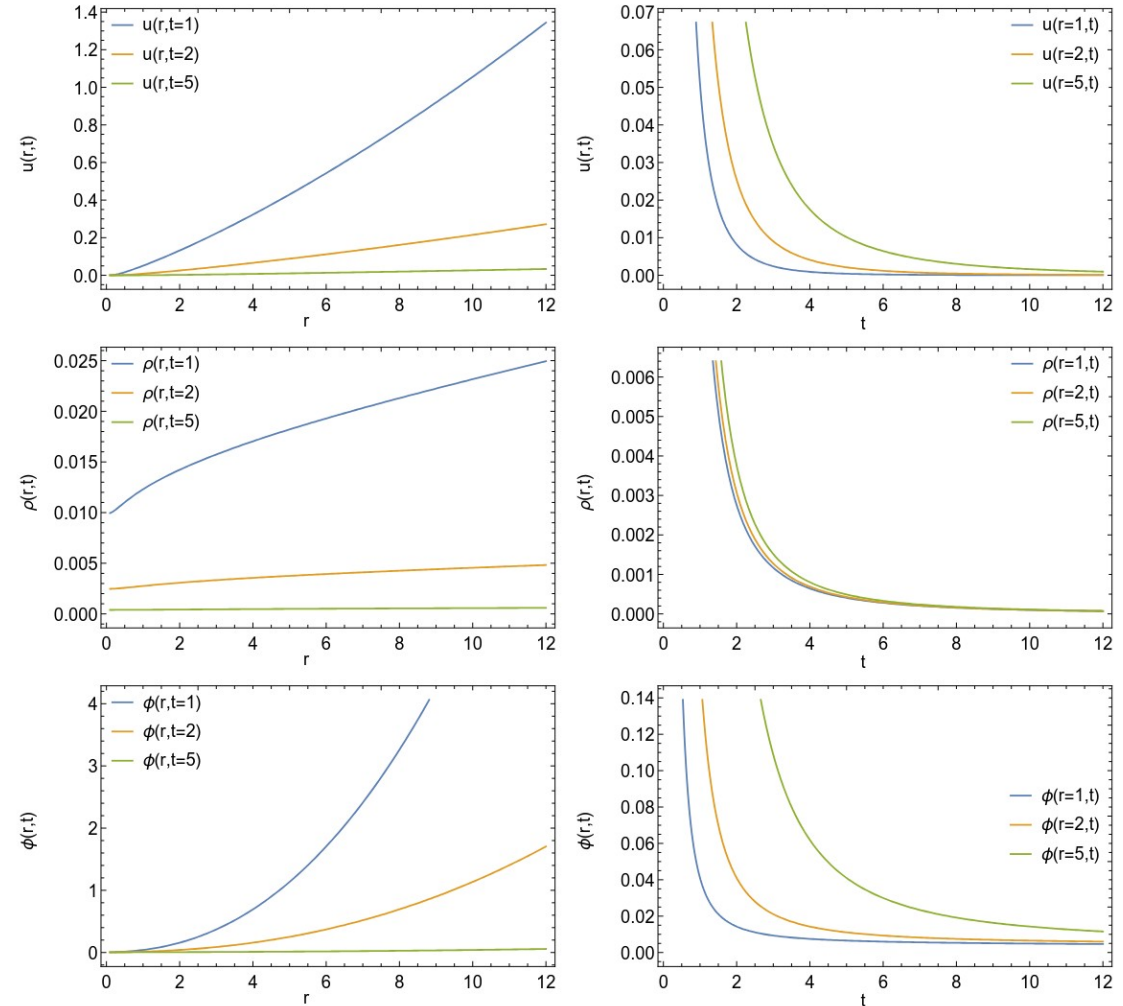 u(r,t)
1.4
1.2
1.0
0.8
0.6
0.4
0.2
0.0
u(r,t=1)
u(r,t=2)
u(r,t=5)
0 2 4 6 8 10 12
r
u(r,t)
0.07
0.06
0.05
0.04
0.03
0.02
0.01
0.00
u(r=1,t)
u(r=2,t)
u(r=5,t)
0 2 4 6 8 10 12
t
ρ(r,t)
0.025
0.020
0.015
0.010
0.005
0.000
ρ(r,t=1)
ρ(r,t=2)
ρ(r,t=5)
0 2 4 6 8 10 12
r
ρ(r,t)
0.006
0.005
0.004
0.003
0.002
0.001
0.000
ρ(r=1,t)
ρ(r=2,t)
ρ(r=5,t)
0 2 4 6 8 10 12
t
ϕ(r,t)
4
3
2
1
0
ϕ(r,t=1)
ϕ(r,t=2)
ϕ(r,t=5)
0 2 4 6 8 10 12
r
ϕ(r,t)
0.14
0.12
0.10
0.08
0.06
0.04
0.02
0.00
ϕ(r=1,t)
ϕ(r=2,t)
ϕ(r=5,t)
0 2 4 6 8 10 12
t